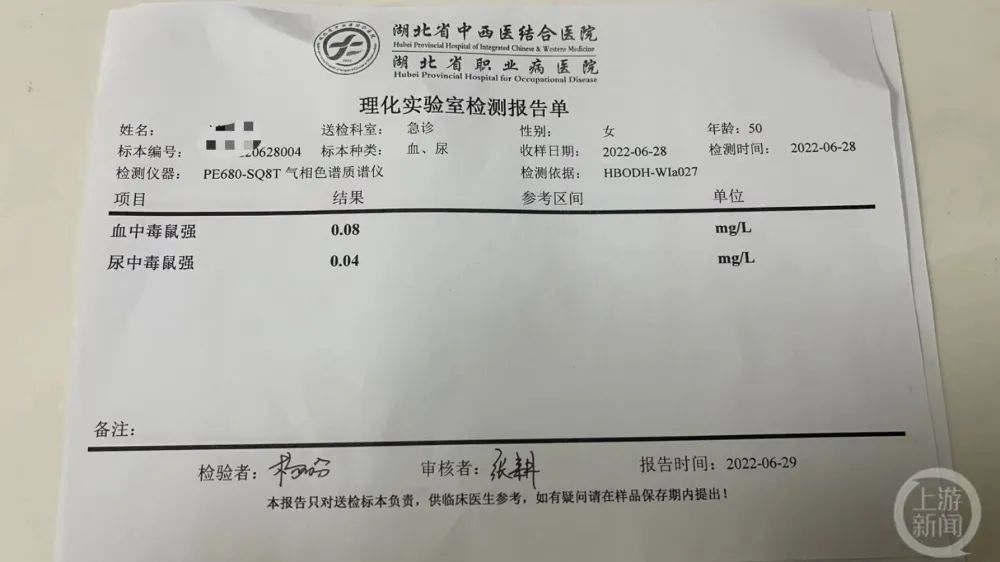 湖北省中西医结合医院
Hubei Provincial Hospital of Integrated Chinese & Western Medicine
湖北省职业病医院
Hubei Provincial Hospital for Occupational Disease
理化实验室检测报告单
姓名: 送检科室: 急诊 性别: 女 年龄: 50
标本编号: 20628004 标本种类: 血、尿 收样日期: 2022-06-28 检测时间: 2022-06-28
检测仪器: PE680-SQ8T 气相色谱质谱仪 检测依据: HBODH-WIa027
项目 结果 参考区间 单位
血中毒鼠强 0.08 mg/L
尿中毒鼠强 0.04 mg/L
备注:
检验者: 审核者: 张耕 报告时间: 2022-06-29
本报告只对送检标本负责，供临床医生参考，如有疑问请在样品保存期内提出！
上游新闻